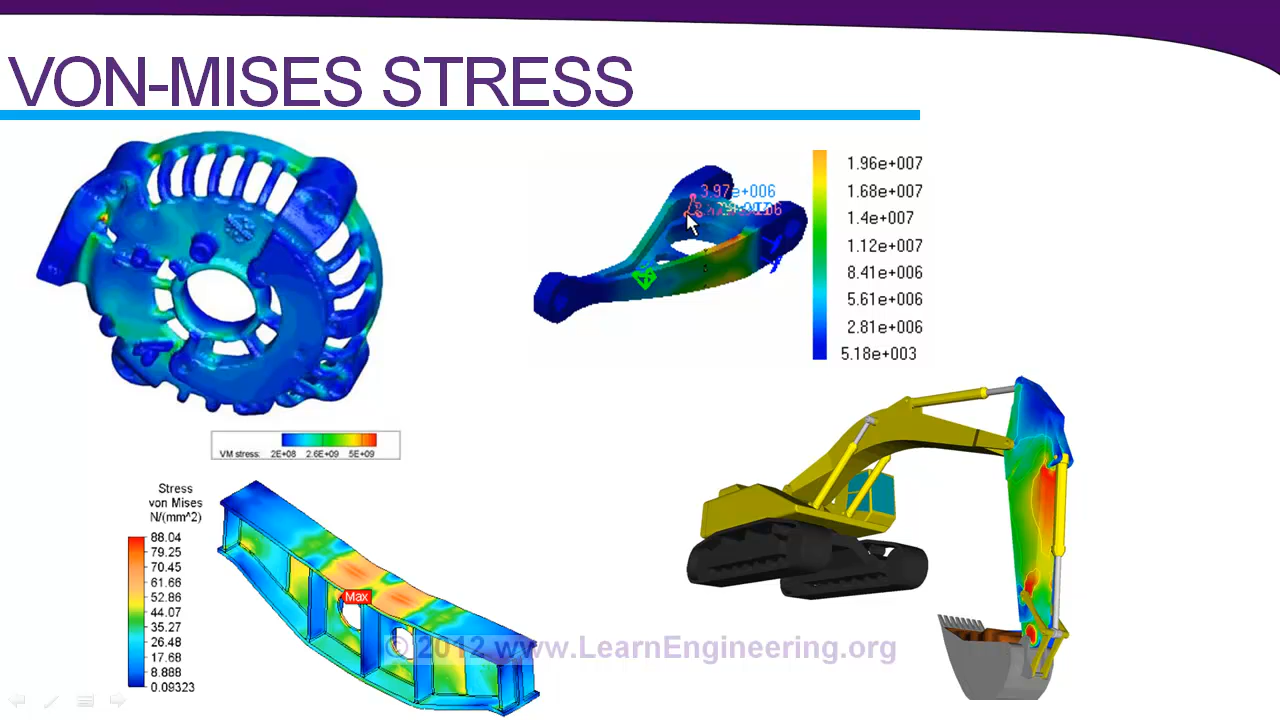 VON-MISES STRESS
3.97e+006
1.96e+007
1.68e+007
1.4e+007
1.12e+007
8.41e+006
5.61e+006
2.81e+006
5.18e+003
VM stress: 2E+08 2.6E+09 5E+09
Stress
von Mises
N/(mm^2)
88.04
79.25
70.45
61.66
52.86
44.07
35.27
26.48
17.68
8.888
0.09323
Max
© 2012 www.LearnEngineering.org